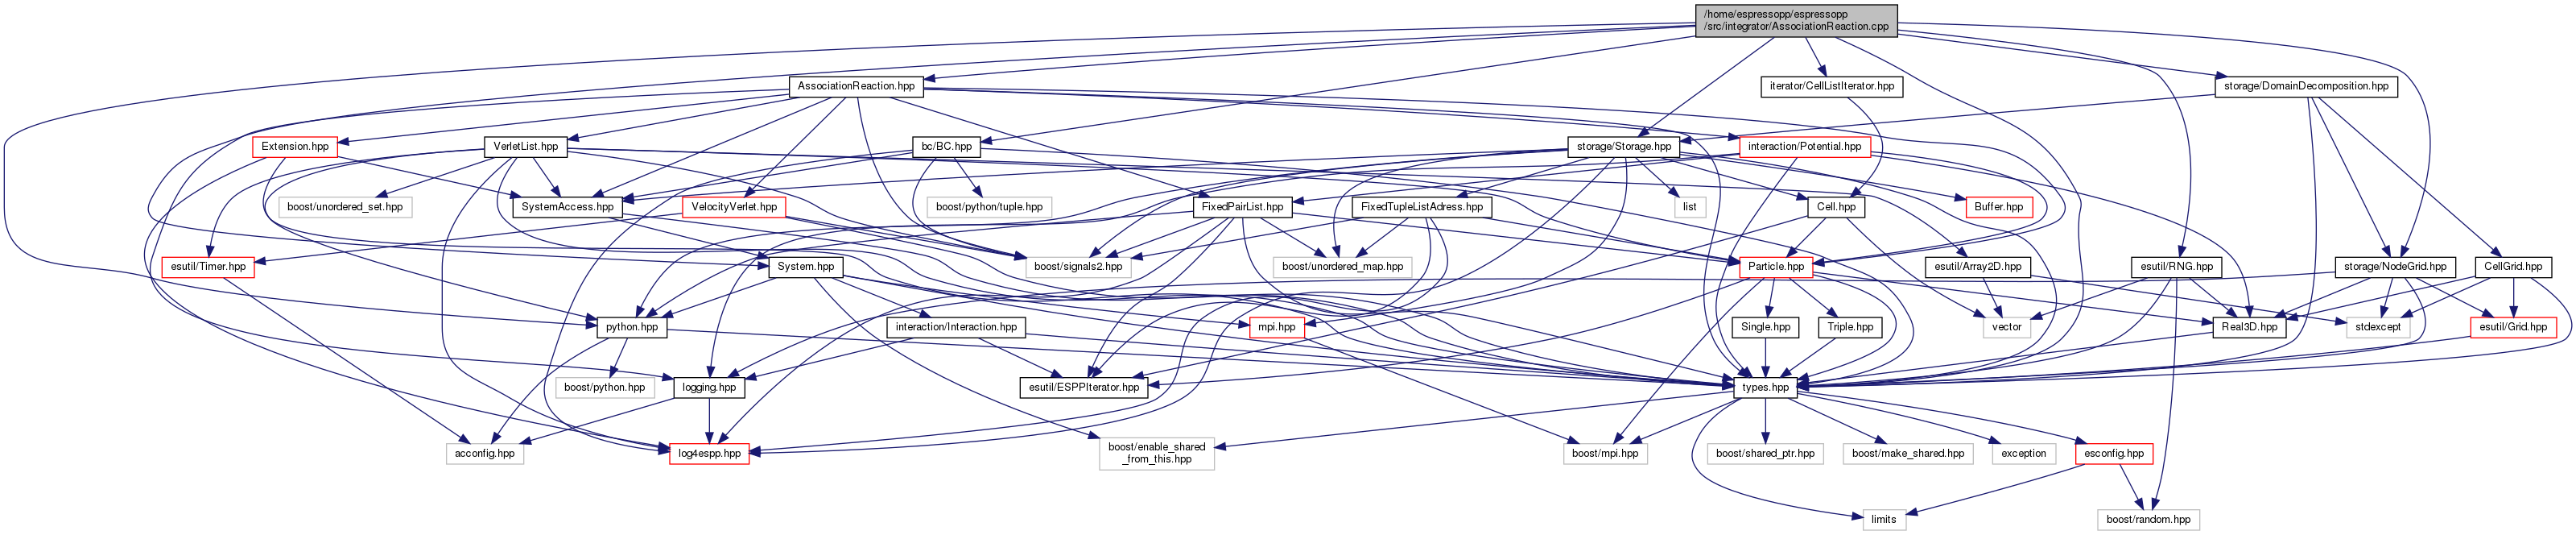 /home/espressopp/espressopp
/src/integrator/AssociationReaction.cpp
AssociationReaction.hpp
iterator/CellListIterator.hpp
storage/DomainDecomposition.hpp
Extension.hpp
VerletList.hpp
bc/BC.hpp
storage/Storage.hpp
interaction/Potential.hpp
boost/unordered_set.hpp
SystemAccess.hpp
VelocityVerlet.hpp
boost/python/tuple.hpp
FixedPairList.hpp
FixedTupleListAdress.hpp
list
Cell.hpp
Buffer.hpp
esutil/Timer.hpp
System.hpp
boost/signals2.hpp
boost/unordered_map.hpp
Particle.hpp
esutil/Array2D.hpp
esutil/RNG.hpp
storage/NodeGrid.hpp
CellGrid.hpp
python.hpp
interaction/Interaction.hpp
mpi.hpp
Single.hpp
Triple.hpp
vector
Real3D.hpp
stdexcept
esutil/Grid.hpp
boost/python.hpp
logging.hpp
esutil/ESPPIterator.hpp
types.hpp
acconfig.hpp
log4espp.hpp
boost/enable_shared
_from_this.hpp
boost/mpi.hpp
boost/shared_ptr.hpp
boost/make_shared.hpp
exception
esconfig.hpp
limits
boost/random.hpp